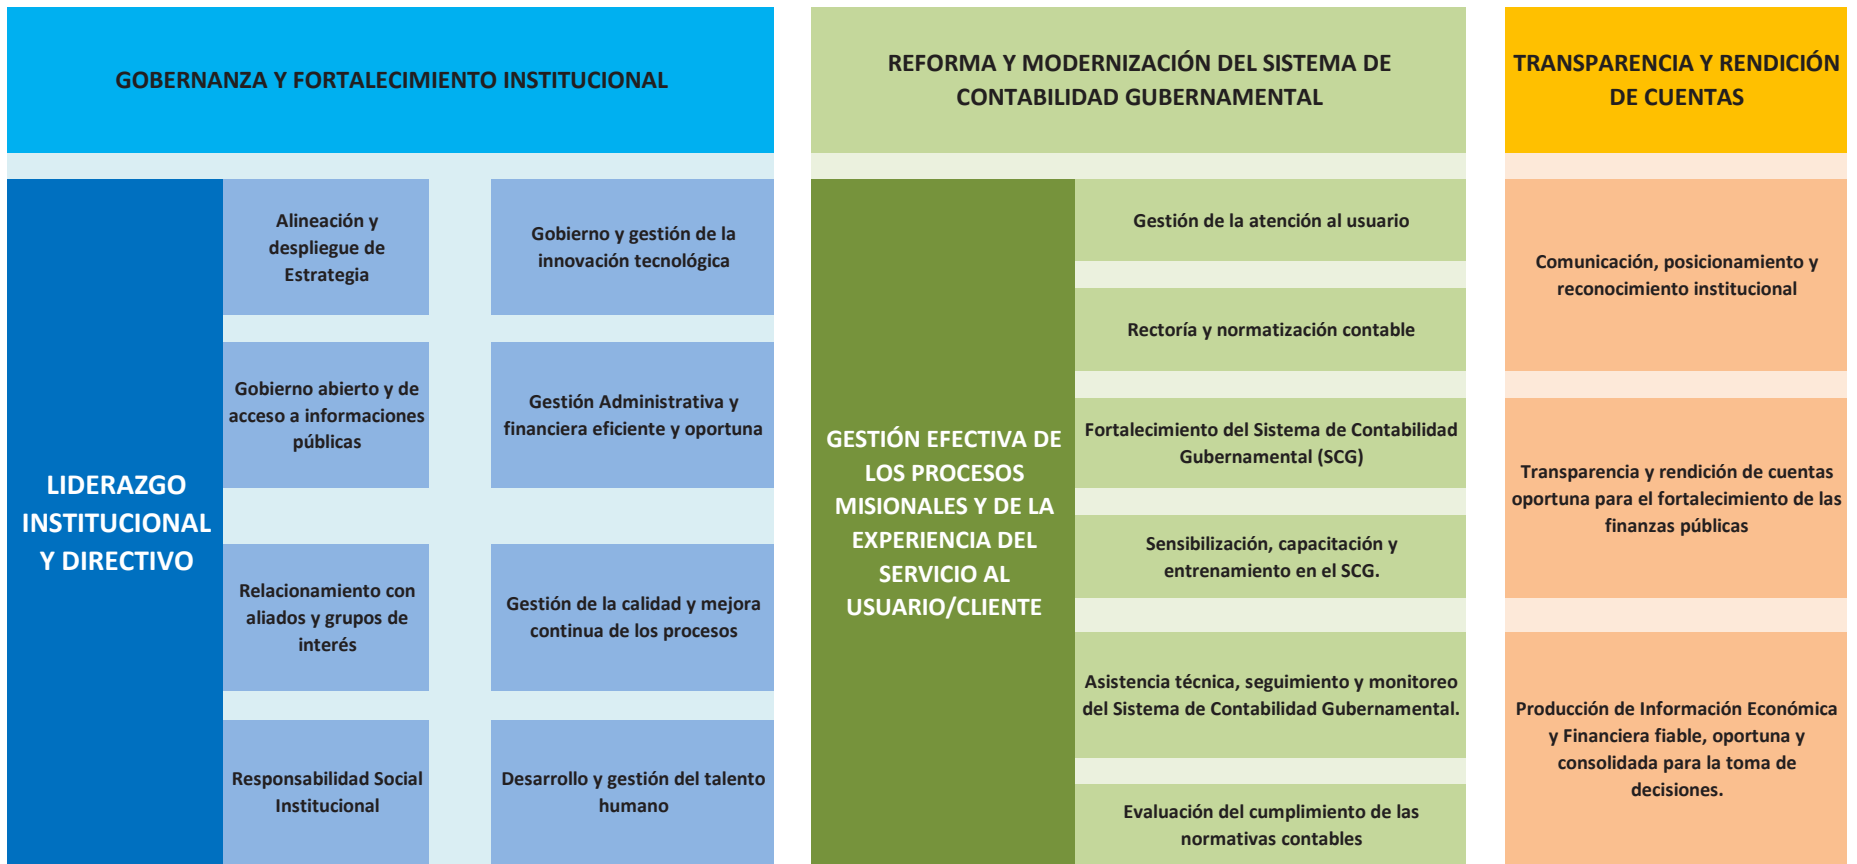 GOBERNANZA Y FORTALECIMIENTO INSTITUCIONAL
LIDERAZGO
INSTITUCIONAL
Y DIRECTIVO
Alineación y
despliegue de
Estrategia
Gobierno abierto y de
acceso a informaciones
públicas
Relacionamiento con
aliados y grupos de
interés
Responsabilidad Social
Institucional
Gobierno y gestión de la
innovación tecnológica
Gestión Administrativa y
financiera eficiente y oportuna
Gestión de la calidad y mejora
continua de los procesos
Desarrollo y gestión del talento
humano
REFORMA Y MODERNIZACIÓN DEL SISTEMA DE
CONTABILIDAD GUBERNAMENTAL
GESTIÓN EFECTIVA DE
LOS PROCESOS
MISIONALES Y DE LA
EXPERIENCIA DEL
SERVICIO AL
USUARIO/CLIENTE
Gestión de la atención al usuario
Rectoría y normatización contable
Fortalecimiento del Sistema de Contabilidad
Gubernamental (SCG)
Sensibilización, capacitación y
entrenamiento en el SCG.
Asistencia técnica, seguimiento y monitoreo
del Sistema de Contabilidad Gubernamental.
Evaluación del cumplimiento de las
normativas contables
TRANSPARENCIA Y RENDICIÓN
DE CUENTAS
Comunicación, posicionamiento y
reconocimiento institucional
Transparencia y rendición de cuentas
oportuna para el fortalecimiento de las
finanzas públicas
Producción de Información Económica
y Financiera fiable, oportuna y
consolidada para la toma de
decisiones.